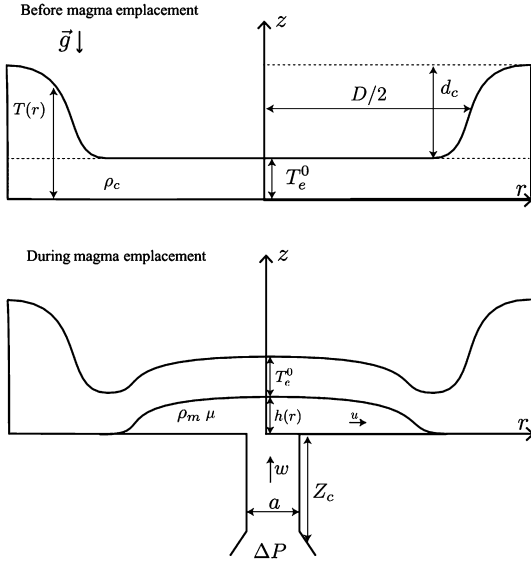 Before magma emplacement
z
g⃗
D/2
d_c
T(r)
T_e^0
ρ_c
r
During magma emplacement
z
T_e^0
ρ_m μ
h(r)
u
r
w
Z_c
a
ΔP